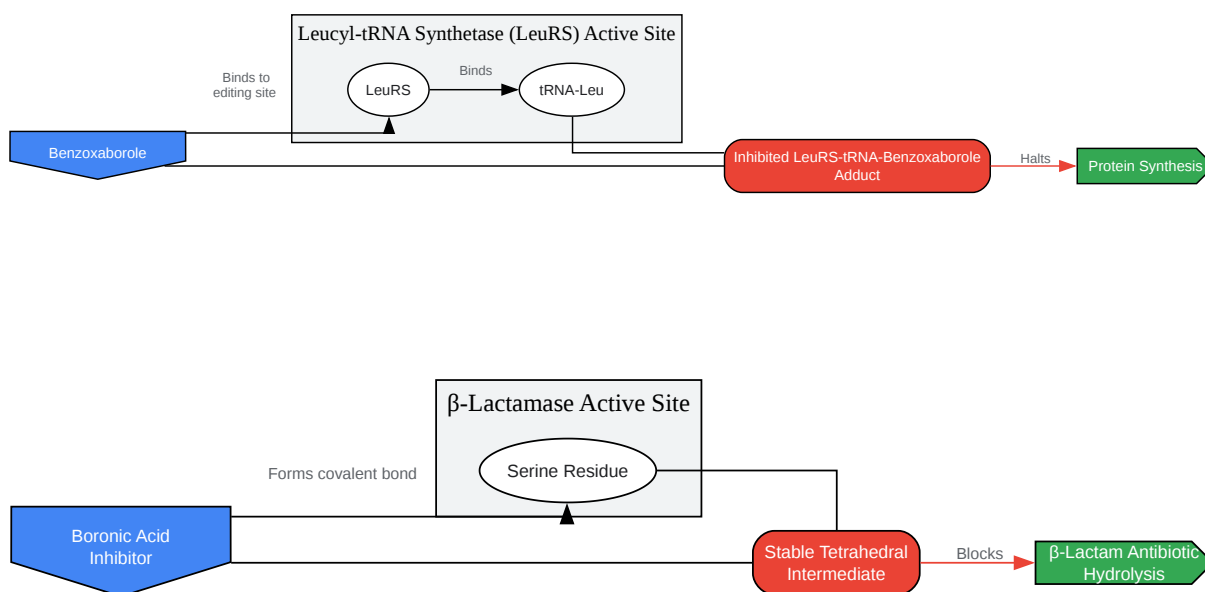 Leucyl-tRNA Synthetase (LeuRS) Active Site
Binds to
editing site
LeuRS
Binds
tRNA-Leu
Benzoxaborole
Inhibited LeuRS-tRNA-Benzoxaborole
Adduct
Halts
Protein Synthesis
β-Lactamase Active Site
Forms covalent bond
Serine Residue
Boronic Acid
Inhibitor
Stable Tetrahedral
Intermediate
Blocks
β-Lactam Antibiotic
Hydrolysis